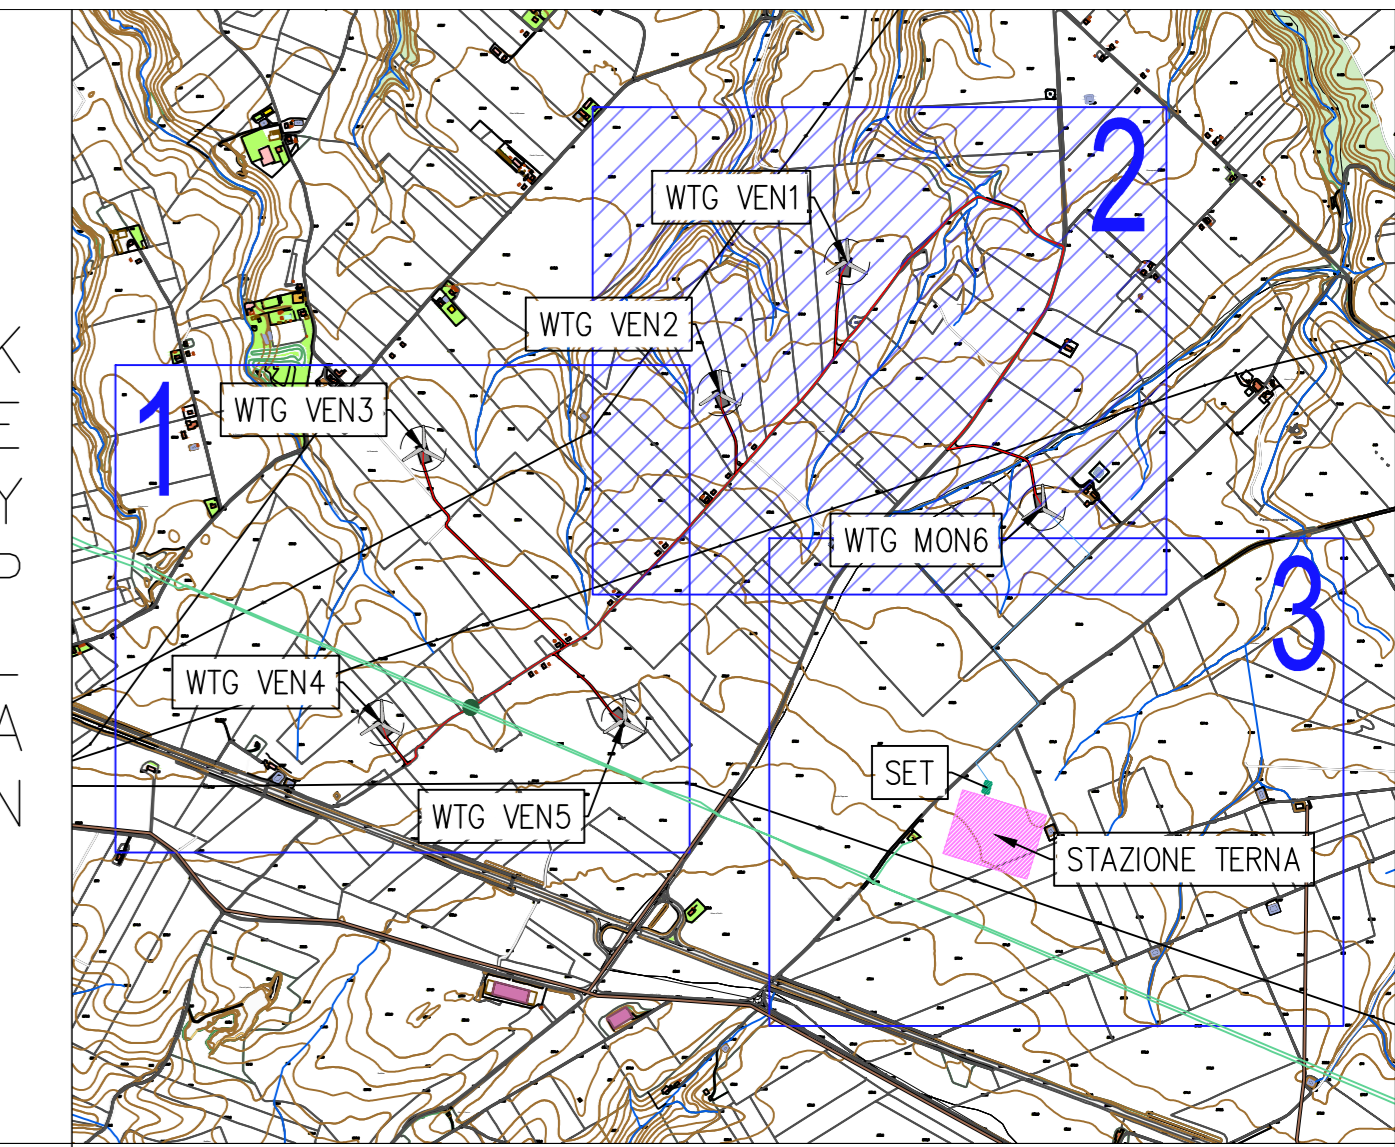 K
E
Y
P
L
A
N
2
WTG VEN1
WTG VEN2
1
WTG VEN3
WTG MON6
3
WTG VEN4
SET
WTG VEN5
STAZIONE TERNA